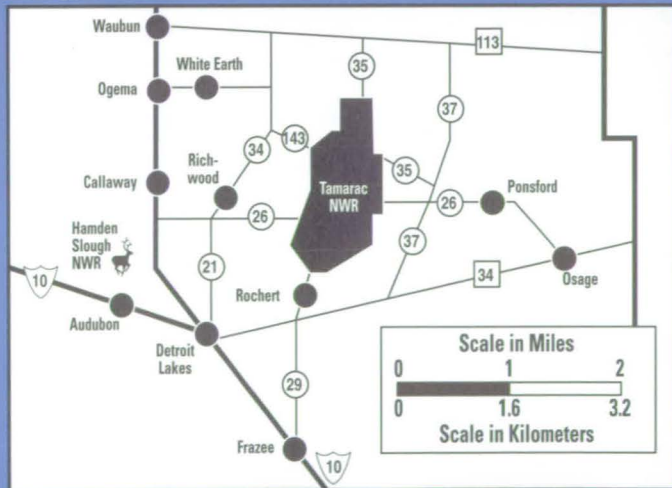 Waubun
113
35
White Earth
Ogema
37
34
143
Rich-
wood
35
Callaway
Tamarac
NWR
26
26
Ponsford
Hamden
Slough
NWR
37
21
34
Osage
10
Rochert
Audubon
Detroit
Lakes
29
Frazee
10
Scale in Miles
0 1 2
0 1.6 3.2
Scale in Kilometers